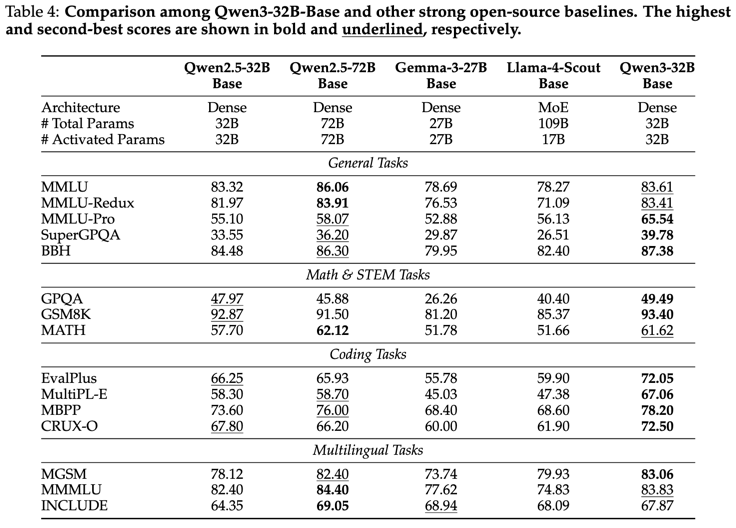 Table 4: Comparison among Qwen3-32B-Base and other strong open-source baselines. The highest
and second-best scores are shown in bold and underlined, respectively.
Qwen2.5-32B Qwen2.5-72B Gemma-3-27B Llama-4-Scout Qwen3-32B
Base Base Base Base Base
Architecture Dense Dense Dense MoE Dense
# Total Params 32B 72B 27B 109B 32B
# Activated Params 32B 72B 27B 17B 32B
General Tasks
MMLU 83.32 86.06 78.69 78.27 83.61
MMLU-Redux 81.97 83.91 76.53 71.09 83.41
MMLU-Pro 55.10 58.07 52.88 56.13 65.54
SuperGPQA 33.55 36.20 29.87 26.51 39.78
BBH 84.48 86.30 79.95 82.40 87.38
Math & STEM Tasks
GPQA 47.97 45.88 26.26 40.40 49.49
GSM8K 92.87 91.50 81.20 85.37 93.40
MATH 57.70 62.12 51.78 51.66 61.62
Coding Tasks
EvalPlus 66.25 65.93 55.78 59.90 72.05
MultiPL-E 58.30 58.70 45.03 47.38 67.06
MBPP 73.60 76.00 68.40 68.60 78.20
CRUX-O 67.80 66.20 60.00 61.90 72.50
Multilingual Tasks
MGSM 78.12 82.40 73.74 79.93 83.06
MMMLU 82.40 84.40 77.62 74.83 83.83
INCLUDE 64.35 69.05 68.94 68.09 67.87